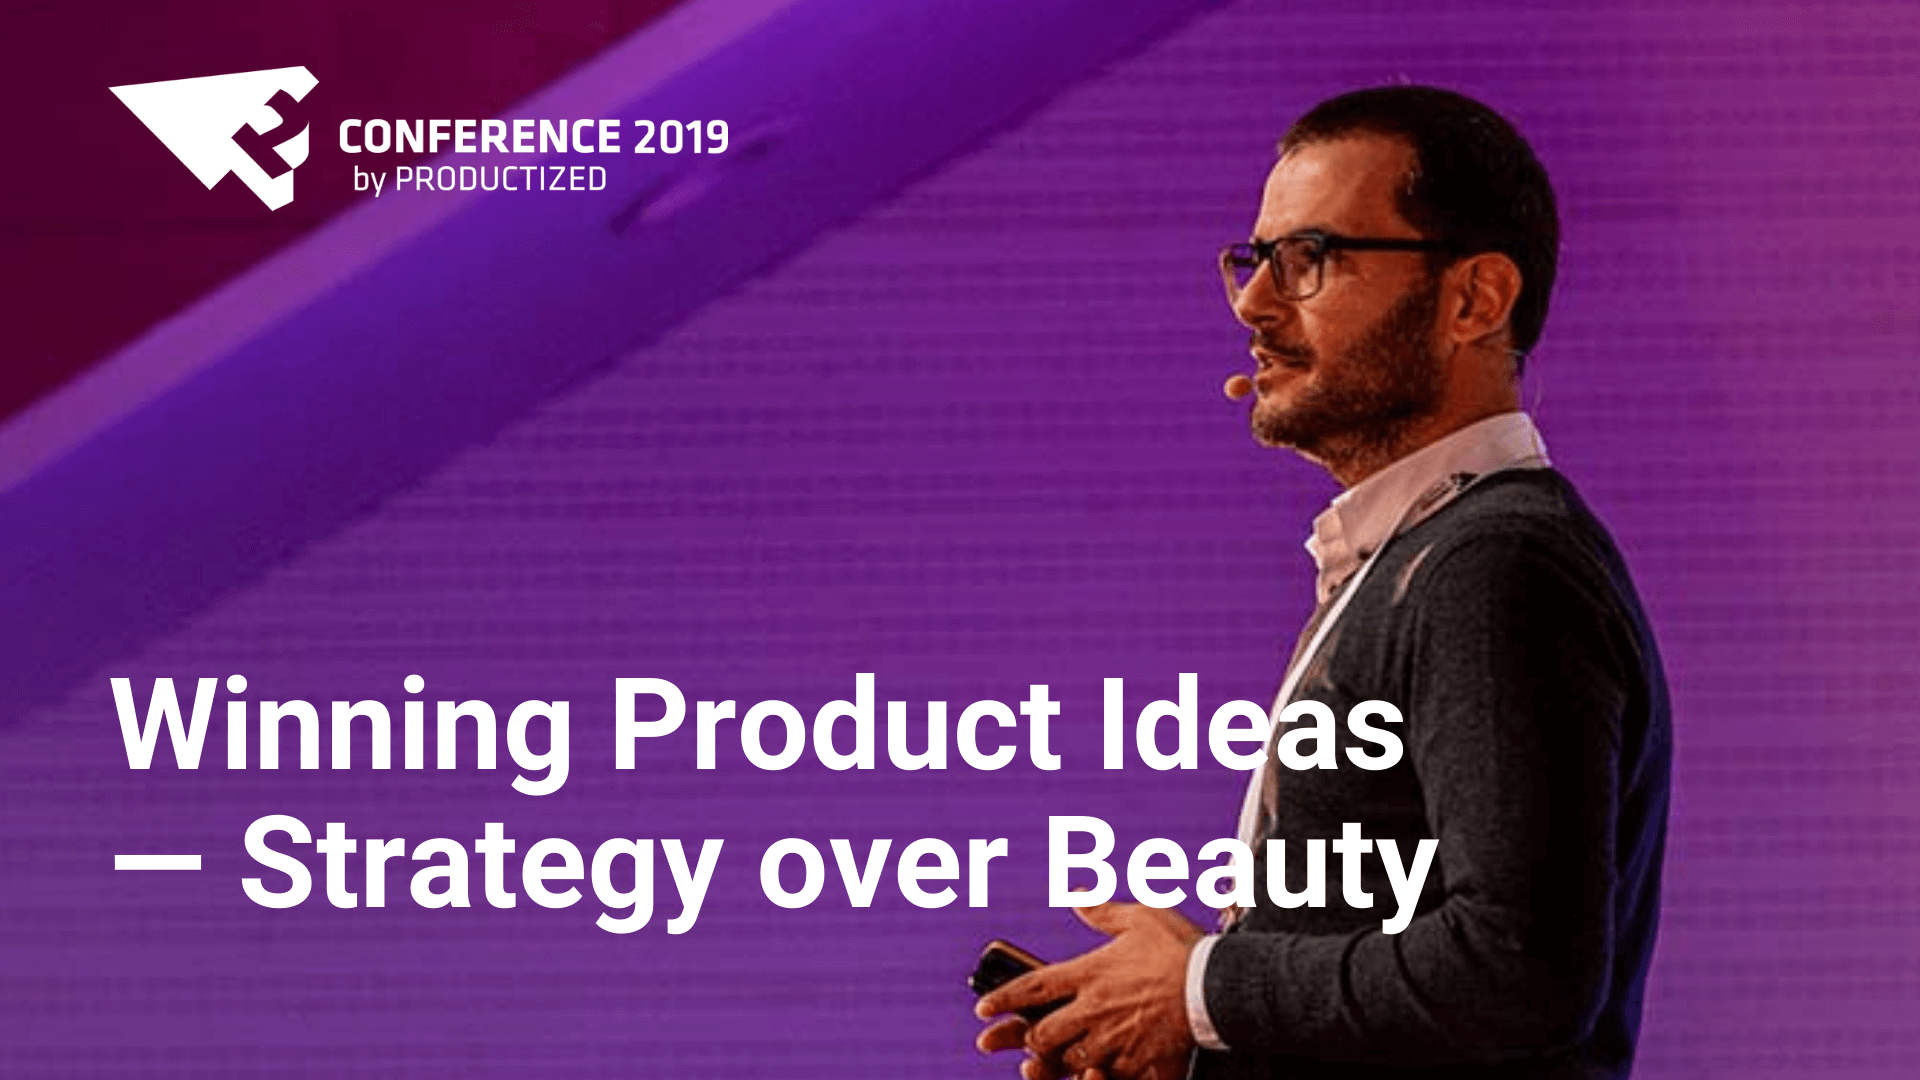 CONFERENCE 2019
by PRODUCTIZED
Winning Product Ideas
— Strategy over Beauty